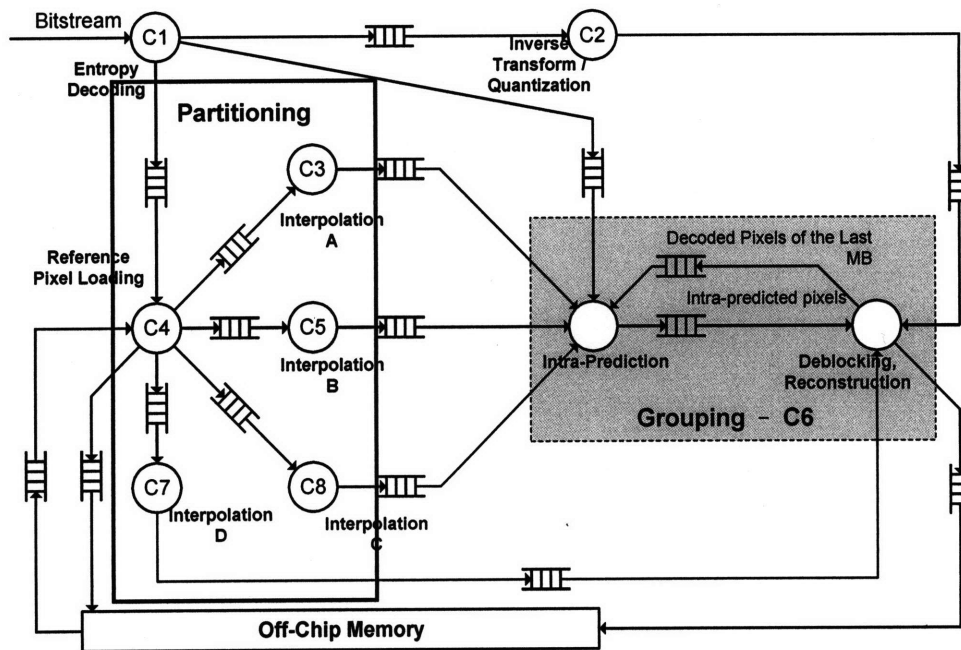 Bitstream
C1
C2
Entropy
Decoding
Inverse
Transform /
Quantization
Partitioning
C3
Interpolation
A
Reference
Pixel Loading
Decoded Pixels of the Last
MB
C4
C5
Intra-predicted pixels
Interpolation
B
Intra-Prediction
Deblocking,
Reconstruction
Grouping - C6
C7
C8
Interpolation
D
Interpolation
C
Off-Chip Memory